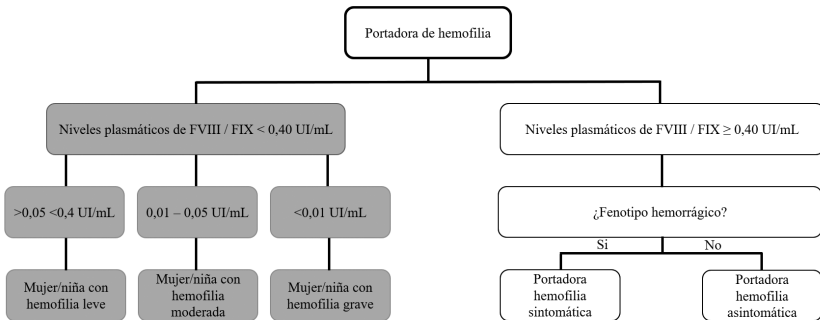 Portadora de hemofilia
Niveles plasmáticos de FVIII / FIX < 0,40 UI/mL
Niveles plasmáticos de FVIII / FIX ≥ 0,40 UI/mL
>0,05 <0,4 UI/mL
0,01 – 0,05 UI/mL
<0,01 UI/mL
¿Fenotipo hemorrágico?
Si
No
Mujer/niña con
hemofilia leve
Mujer/niña con
hemofilia
moderada
Mujer/niña con
hemofilia grave
Portadora
hemofilia
sintomática
Portadora
hemofilia
asintomática